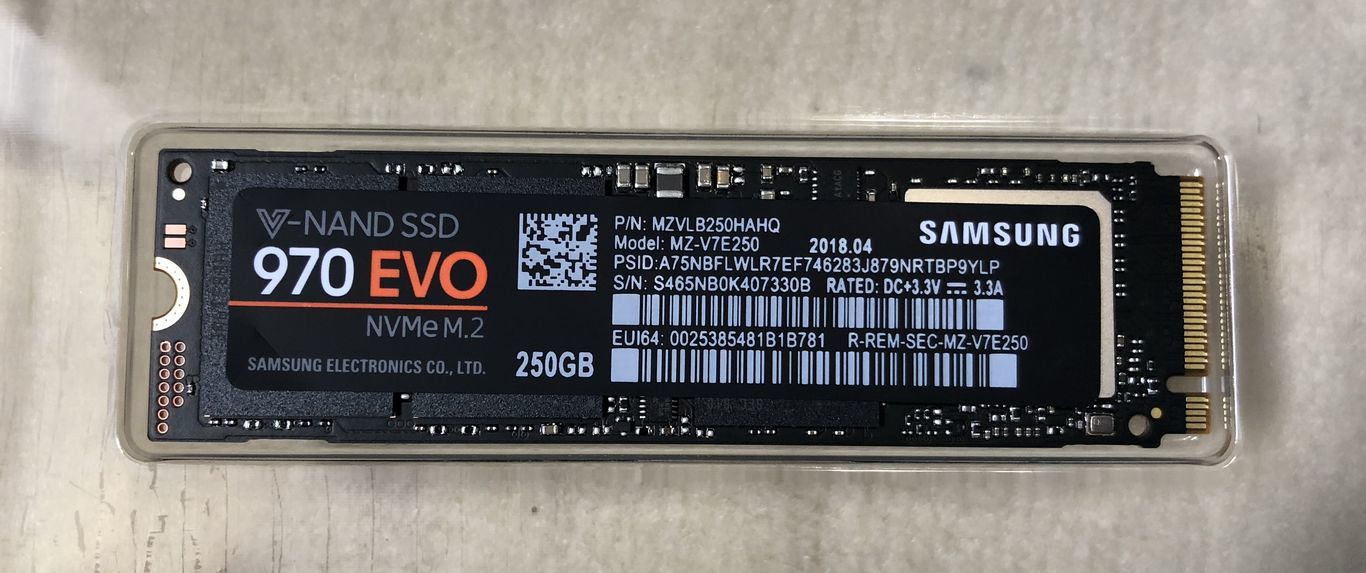 V-NAND SSD
970 EVO
NVMe M.2
SAMSUNG ELECTRONICS CO., LTD.
250GB
P/N: MZVLB250HAHQ
Model: MZ-V7E250
2018.04
PSID:A75NBFLWLR7EF746283J879NRTBP9YLP
S/N: S465NB0K407330B RATED: DC+3.3V ⎓ 3.3A
EUI64: 0025385481B1B781 R-REM-SEC-MZ-V7E250
SAMSUNG